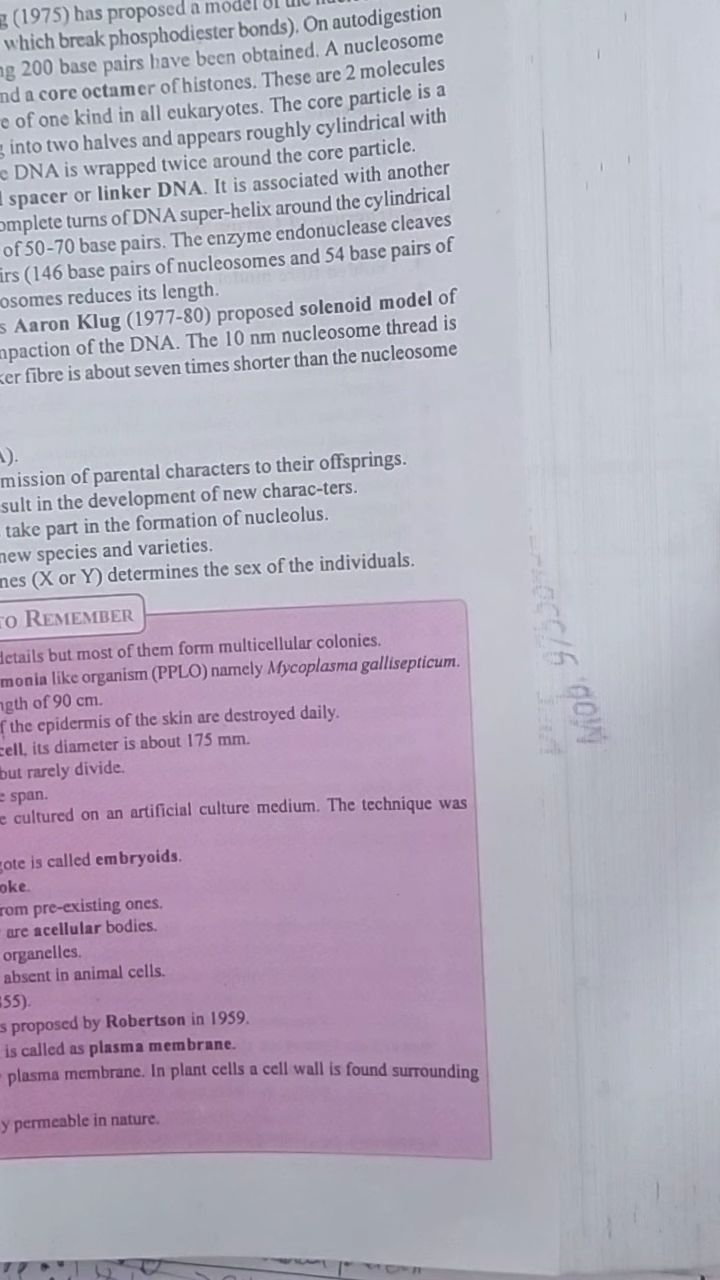 g (1975) has proposed a model of the
which break phosphodiester bonds). On autodigestion
ng 200 base pairs have been obtained. A nucleosome
nd a core octamer of histones. These are 2 molecules
e of one kind in all eukaryotes. The core particle is a
g into two halves and appears roughly cylindrical with
e DNA is wrapped twice around the core particle.
l spacer or linker DNA. It is associated with another
omplete turns of DNA super-helix around the cylindrical
of 50-70 base pairs. The enzyme endonuclease cleaves
irs (146 base pairs of nucleosomes and 54 base pairs of
osomes reduces its length.
s Aaron Klug (1977-80) proposed solenoid model of
mpaction of the DNA. The 10 nm nucleosome thread is
ker fibre is about seven times shorter than the nucleosome
A).
mission of parental characters to their offsprings.
sult in the development of new charac-ters.
take part in the formation of nucleolus.
new species and varieties.
nes (X or Y) determines the sex of the individuals.
TO REMEMBER
details but most of them form multicellular colonies.
monia like organism (PPLO) namely Mycoplasma gallisepticum.
ngth of 90 cm.
f the epidermis of the skin are destroyed daily.
cell, its diameter is about 175 mm.
but rarely divide.
e span.
e cultured on an artificial culture medium. The technique was
gote is called embryoids.
oke.
rom pre-existing ones.
are acellular bodies.
organelles.
absent in animal cells.
355).
s proposed by Robertson in 1959.
is called as plasma membrane.
plasma membrane. In plant cells a cell wall is found surrounding
y permeable in nature.